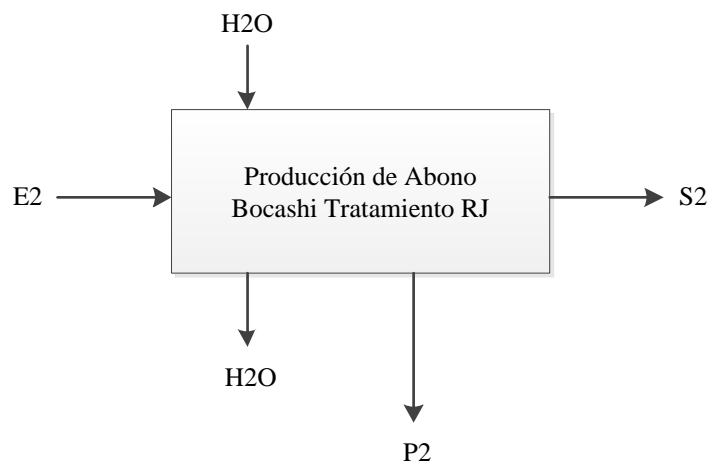 H2O
E2
Producción de Abono
Bocashi Tratamiento RJ
S2
H2O
P2